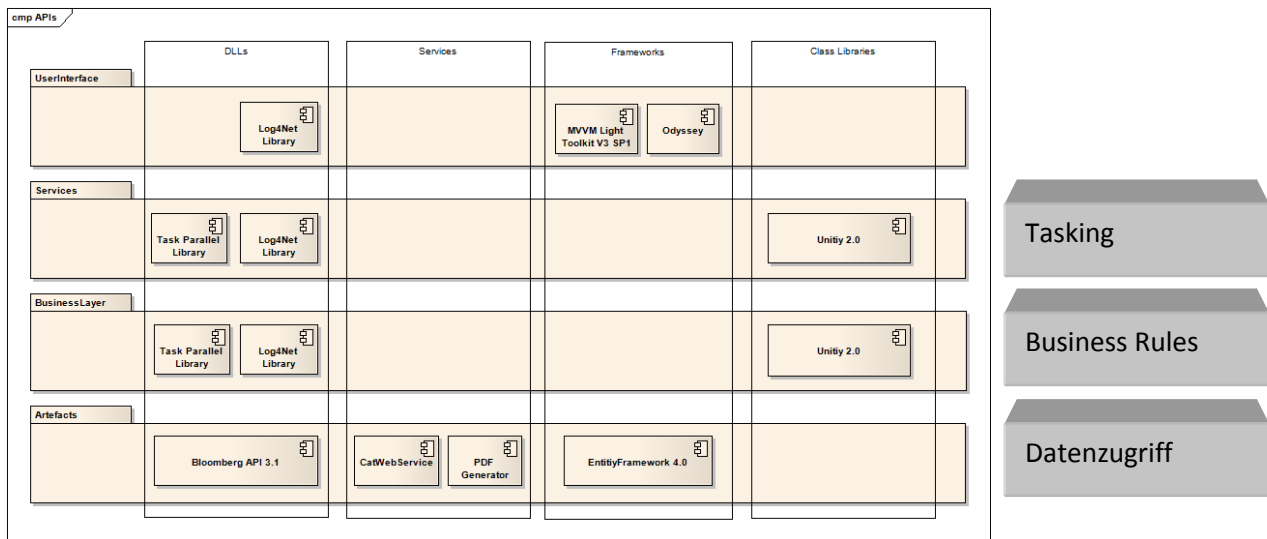 cmp APIs
DLLs
Services
Frameworks
Class Libraries
UserInterface
Log4Net
Library
MVVM Light
Toolkit V3 SP1
Odyssey
Services
Task Parallel
Library
Log4Net
Library
Unitiy 2.0
Tasking
BusinessLayer
Task Parallel
Library
Log4Net
Library
Unitiy 2.0
Business Rules
Artefacts
Bloomberg API 3.1
CatWebService
PDF
Generator
EntitiyFramework 4.0
Datenzugriff